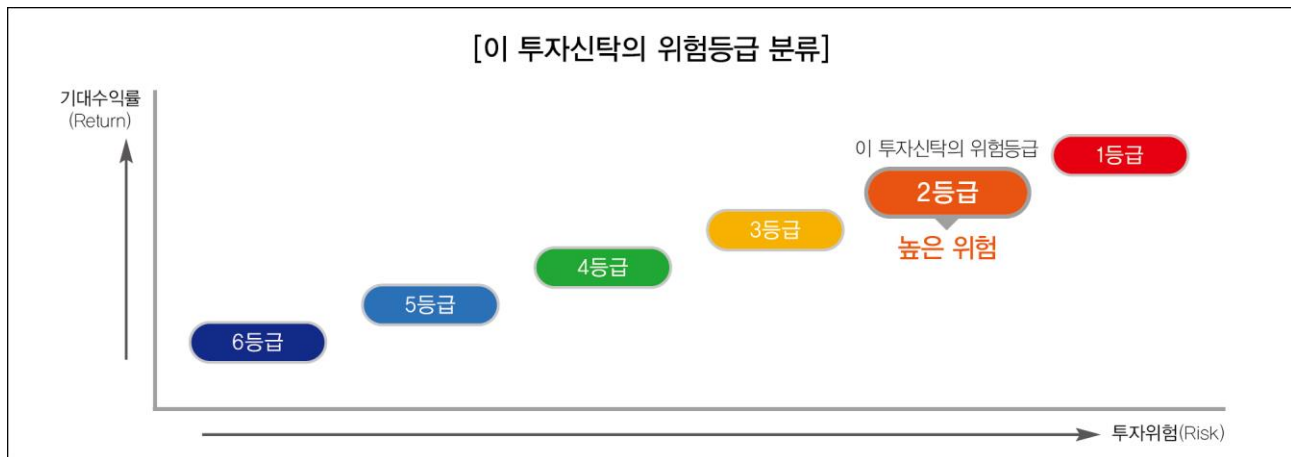 [이 투자신탁의 위험등급 분류]
기대수익률
(Return)
이 투자신탁의 위험등급
1등급
2등급
높은 위험
3등급
4등급
5등급
6등급
투자위험(Risk)